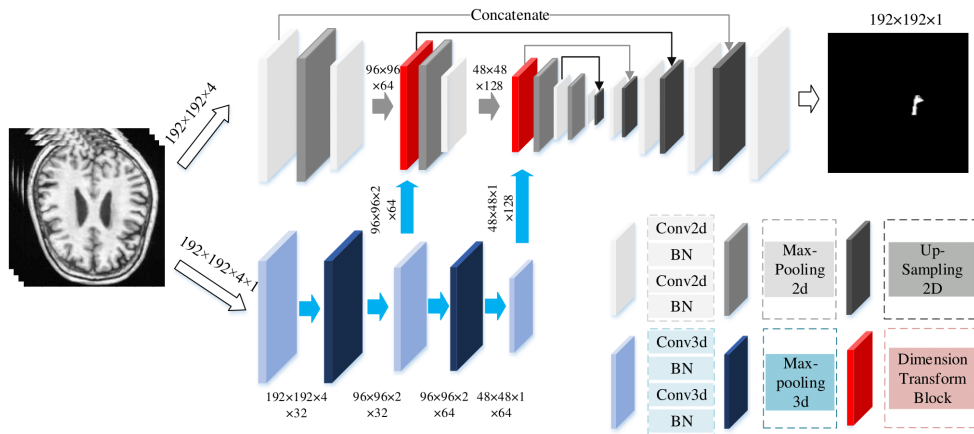 Concatenate
192×192×1
192×192×4
96×96
×64
48×48
×128
96×96×2
×64
48×48×1
×128
192×192×4×1
192×192×4
×32
96×96×2
×32
96×96×2
×64
48×48×1
×64
Conv2d
BN
Conv2d
BN
Max-
Pooling
2d
Up-
Sampling
2D
Conv3d
BN
Conv3d
BN
Max-
pooling
3d
Dimension
Transform
Block